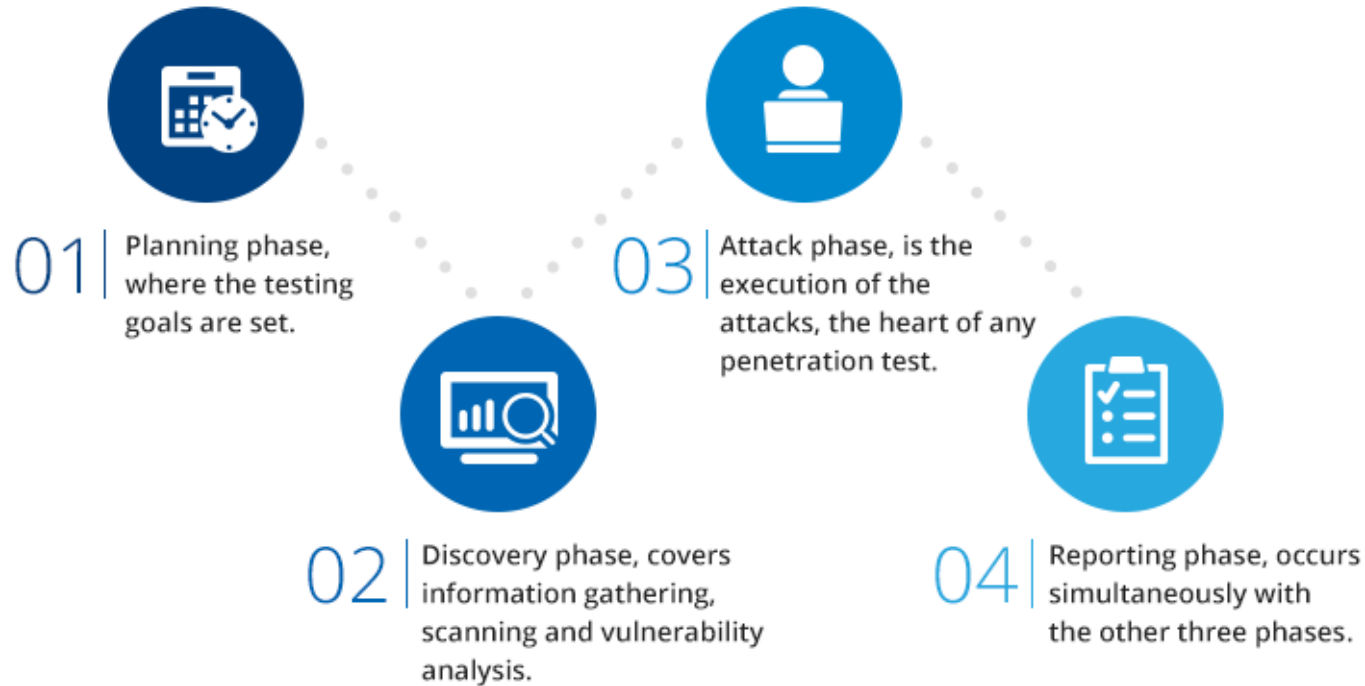 01
Planning phase,
where the testing
goals are set.
02
Discovery phase, covers
information gathering,
scanning and vulnerability
analysis.
03
Attack phase, is the
execution of the
attacks, the heart of any
penetration test.
04
Reporting phase, occurs
simultaneously with
the other three phases.